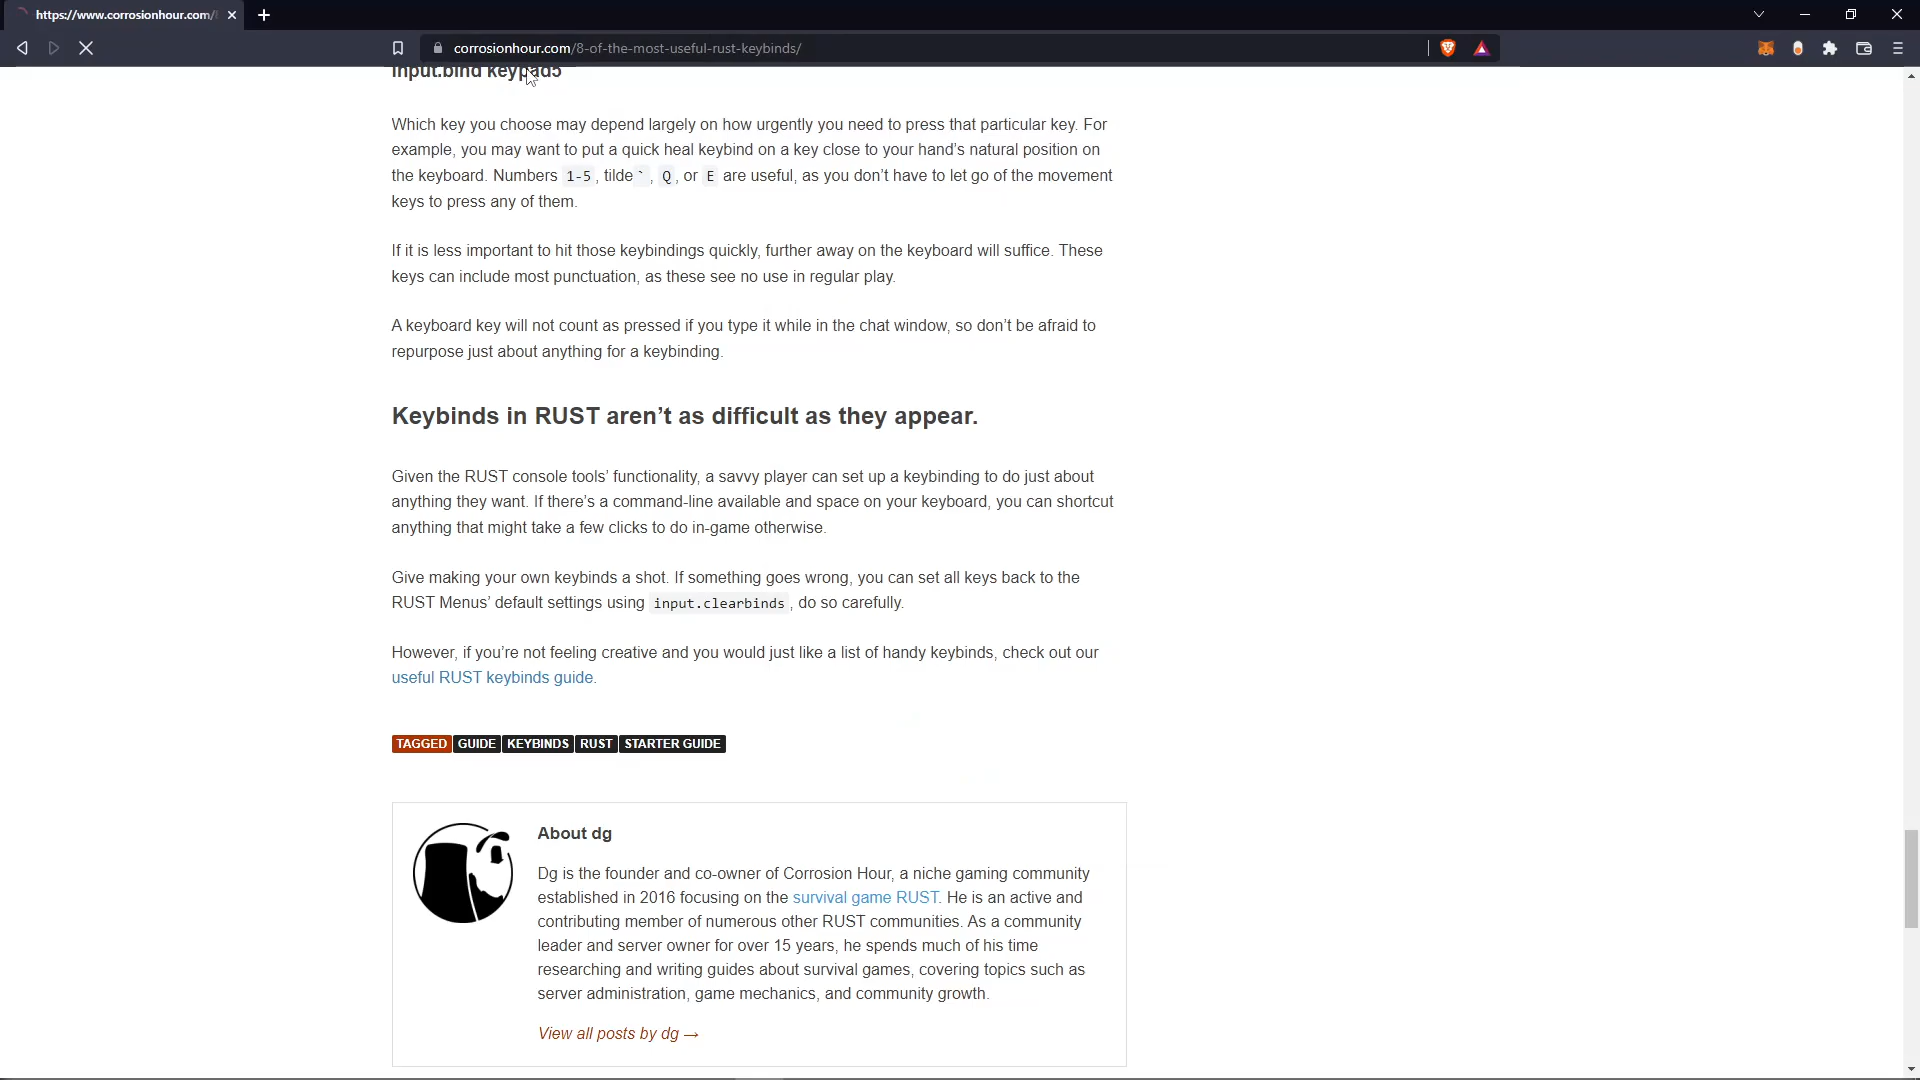 https://www.corrosionhour.com/
corrosionhour.com/8-of-the-most-useful-rust-keybinds/
input.bind keypad5
Which key you choose may depend largely on how urgently you need to press that particular key. For
example, you may want to put a quick heal keybind on a key close to your hand’s natural position on
the keyboard. Numbers 1-5, tilde`, Q, or E are useful, as you don’t have to let go of the movement
keys to press any of them.
If it is less important to hit those keybindings quickly, further away on the keyboard will suffice. These
keys can include most punctuation, as these see no use in regular play.
A keyboard key will not count as pressed if you type it while in the chat window, so don’t be afraid to
repurpose just about anything for a keybinding.
Keybinds in RUST aren’t as difficult as they appear.
Given the RUST console tools’ functionality, a savvy player can set up a keybinding to do just about
anything they want. If there’s a command-line available and space on your keyboard, you can shortcut
anything that might take a few clicks to do in-game otherwise.
Give making your own keybinds a shot. If something goes wrong, you can set all keys back to the
RUST Menus’ default settings using input.clearbinds, do so carefully.
However, if you’re not feeling creative and you would just like a list of handy keybinds, check out our
useful RUST keybinds guide.
TAGGED GUIDE KEYBINDS RUST STARTER GUIDE
About dg
Dg is the founder and co-owner of Corrosion Hour, a niche gaming community
established in 2016 focusing on the survival game RUST. He is an active and
contributing member of numerous other RUST communities. As a community
leader and server owner for over 15 years, he spends much of his time
researching and writing guides about survival games, covering topics such as
server administration, game mechanics, and community growth.
View all posts by dg →